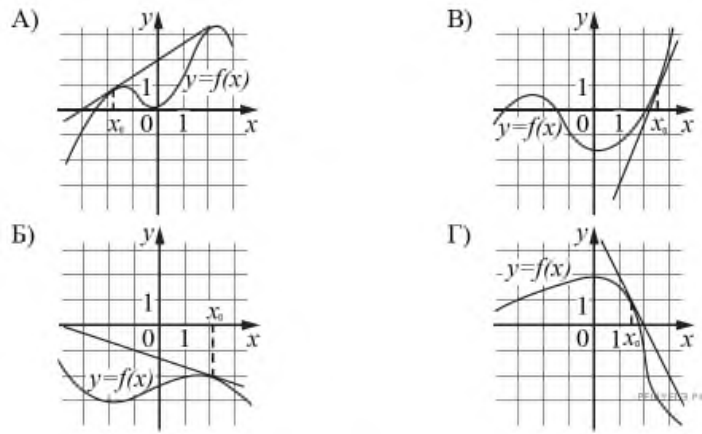 А)
y
1
y=f(x)
x₀
0
1
x
В)
y
1
y=f(x)
0
1
x₀
x
Б)
y
1
x₀
0
1
x
y=f(x)
Г)
y
y=f(x)
1
0
1
x₀
x